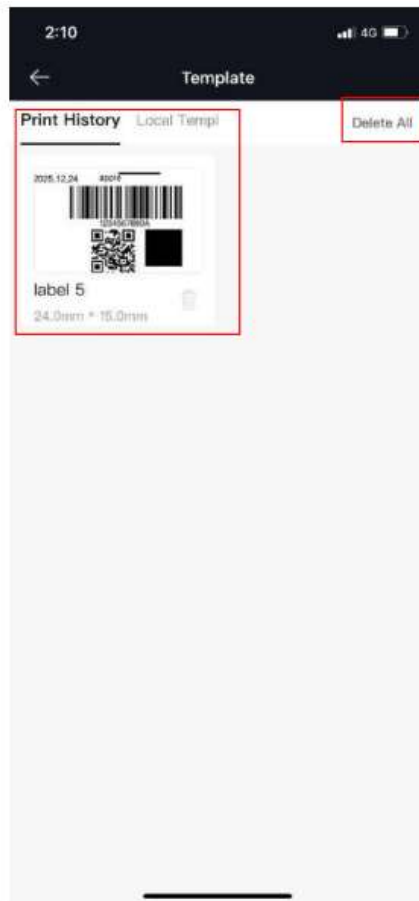 2:10
4G
Template
Print History Local Templ
Delete All
2025.12.24
label 5
24.0mm * 15.0mm